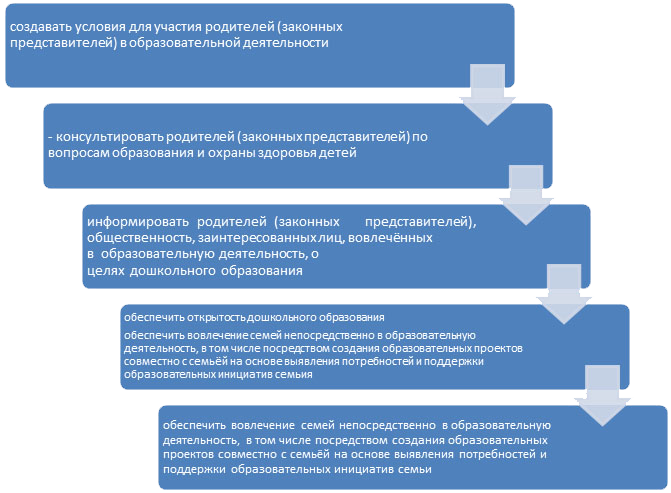 создавать условия для участия родителей (законных
представителей) в образовательной деятельности
- консультировать родителей (законных представителей) по
вопросам образования и охраны здоровья детей
информировать родителей (законных представителей),
общественность, заинтересованных лиц, вовлечённых
в образовательную деятельность, о
целях дошкольного образования
обеспечить открытость дошкольного образования
обеспечить вовлечение семей непосредственно в образовательную
деятельность, в том числе посредством создания образовательных проектов
совместно с семьёй на основе выявления потребностей и поддержки
образовательных инициатив семьия
обеспечить вовлечение семей непосредственно в образовательную
деятельность, в том числе посредством создания образовательных
проектов совместно с семьёй на основе выявления потребностей и
поддержки образовательных инициатив семьи